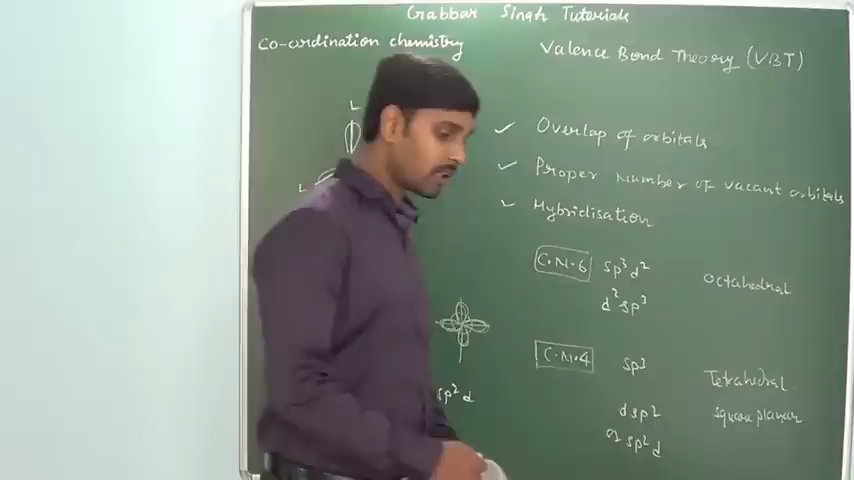 Gabbar Singh Tutorials
Co-ordination chemistry
Valence Bond Theory (VBT)
L
L
✓ Overlap of orbitals
✓ Proper Number of vacant orbitals
✓ Hybridisation
C.N.6 sp³d² octahedral
d²sp³
C.N.4 sp³ Tetrahedral
dsp² square planar
or sp²d
sp²d